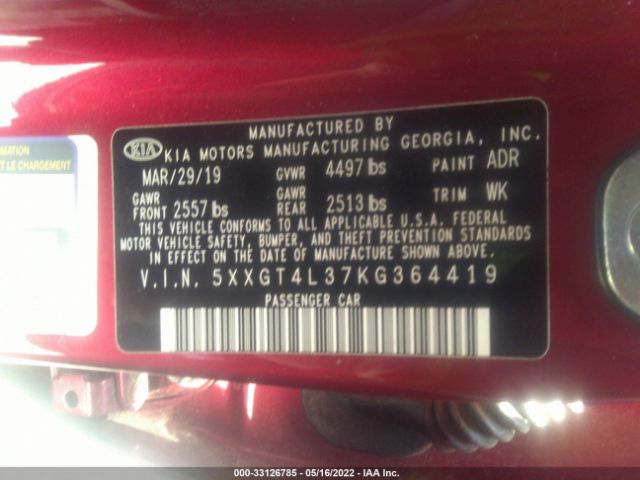 MANUFACTURED BY
KIA KIA MOTORS MANUFACTURING GEORGIA, INC.
MAR/29/19 GVWR 4497 lbs PAINT ADR
GAWR FRONT 2557 lbs GAWR REAR 2513 lbs TRIM WK
THIS VEHICLE CONFORMS TO ALL APPLICABLE U.S.A. FEDERAL
MOTOR VEHICLE SAFETY, BUMPER, AND THEFT PREVENTION STANDARDS
IN EFFECT ON THE DATE OF MANUFACTURE SHOWN ABOVE.
V.I.N. 5XXGT4L37KG364419
PASSENGER CAR
T LE CHARGEMENT
000-33126785 - 05/16/2022 - IAA Inc.